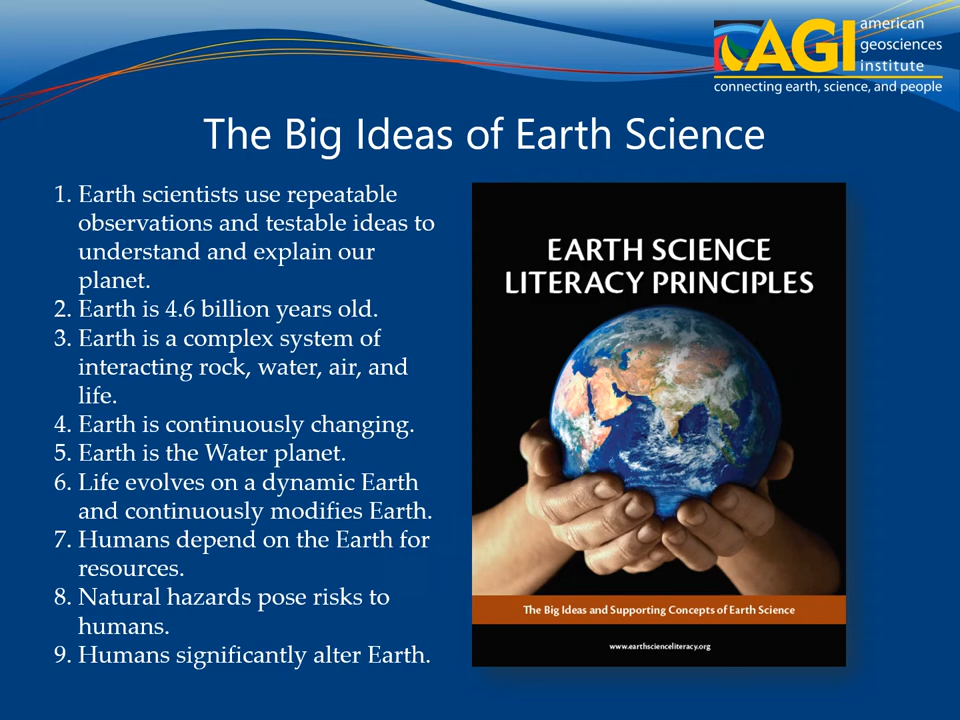 AGI
american
geosciences
institute
connecting earth, science, and people
The Big Ideas of Earth Science
1. Earth scientists use repeatable
observations and testable ideas to
understand and explain our
planet.
2. Earth is 4.6 billion years old.
3. Earth is a complex system of
interacting rock, water, air, and
life.
4. Earth is continuously changing.
5. Earth is the Water planet.
6. Life evolves on a dynamic Earth
and continuously modifies Earth.
7. Humans depend on the Earth for
resources.
8. Natural hazards pose risks to
humans.
9. Humans significantly alter Earth.
EARTH SCIENCE
LITERACY PRINCIPLES
The Big Ideas and Supporting Concepts of Earth Science
www.earthscienceliteracy.org